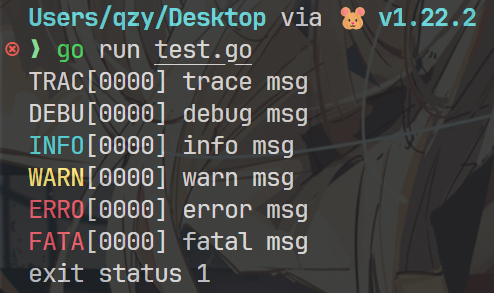 Users/qzy/Desktop via 🐹 v1.22.2
❯ go run test.go
TRAC[0000] trace msg
DEBU[0000] debug msg
INFO[0000] info msg
WARN[0000] warn msg
ERRO[0000] error msg
FATA[0000] fatal msg
exit status 1